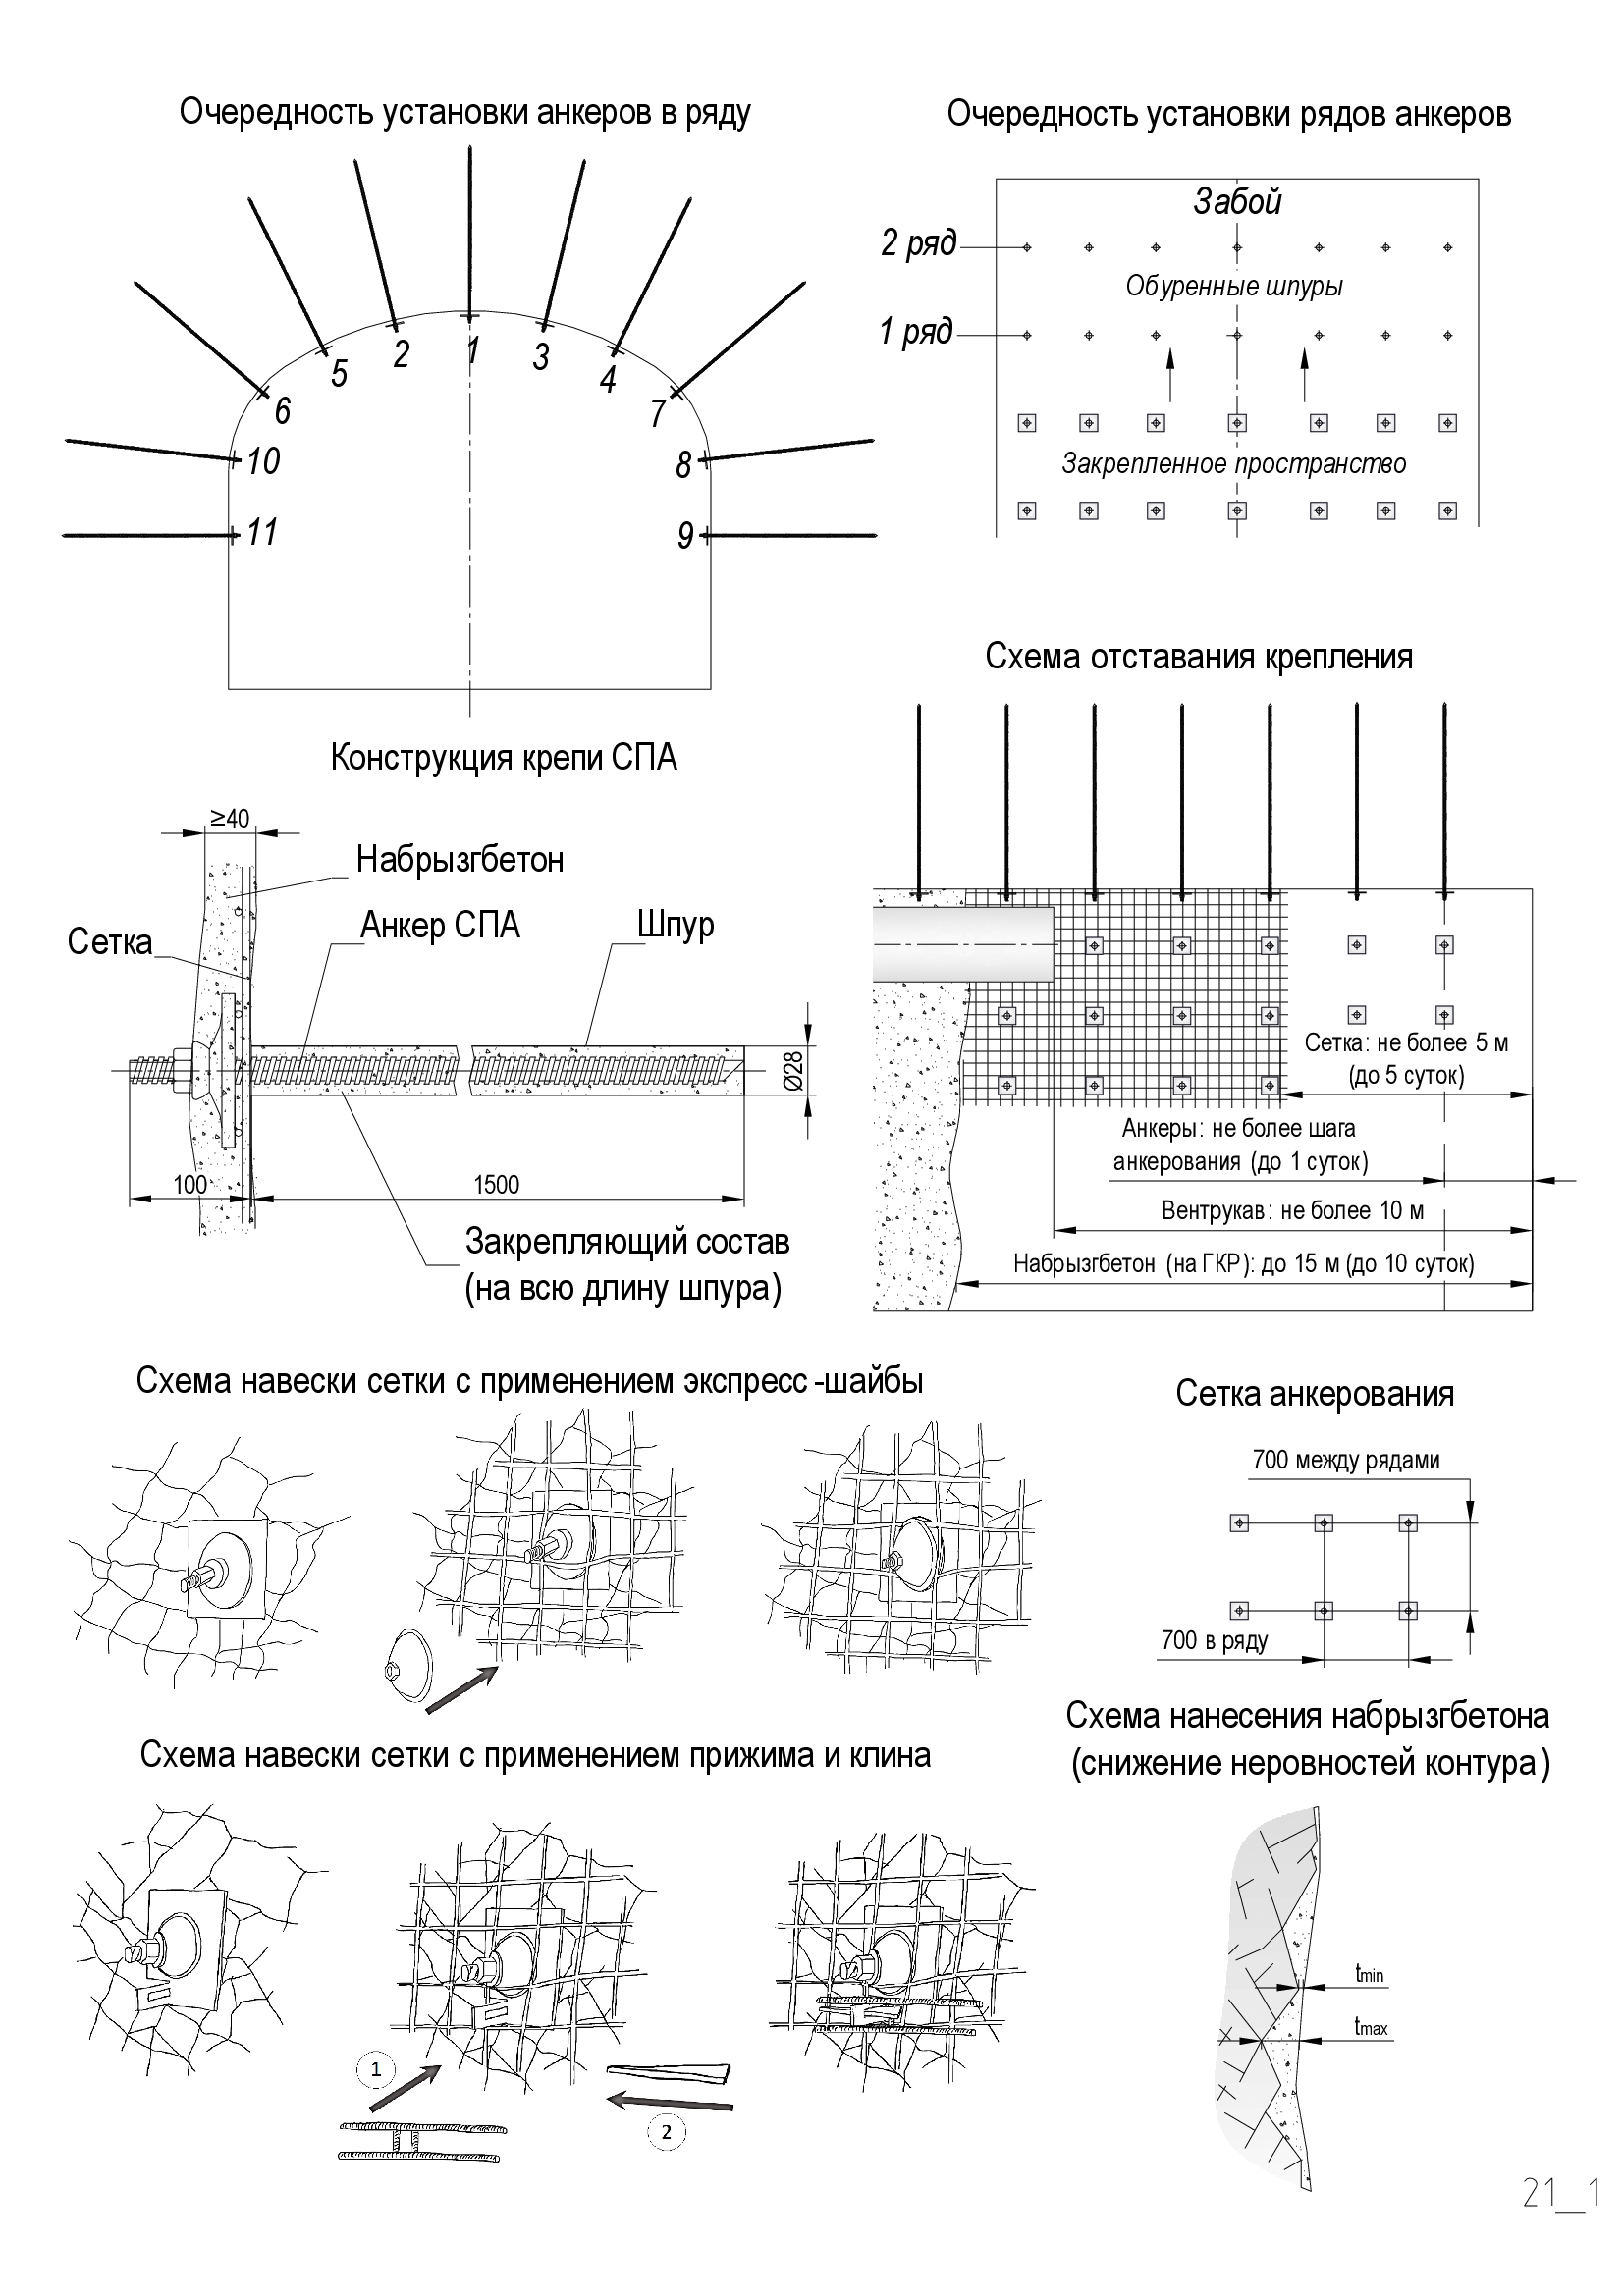 Очередность установки анкеров в ряду
5
2
1
3
4
6
7
10
8
11
9
Очередность установки рядов анкеров
Забой
2 ряд
Обуренные шпуры
1 ряд
Закрепленное пространство
Конструкция крепи СПА
≥40
Набрызгбетон
Сетка
Анкер СПА
Шпур
Ø28
100
1500
Закрепляющий состав
(на всю длину шпура)
Схема отставания крепления
Сетка: не более 5 м
(до 5 суток)
Анкеры: не более шага
анкерования (до 1 суток)
Вентрукав: не более 10 м
Набрызгбетон (на ГКР): до 15 м (до 10 суток)
Схема навески сетки с применением экспресс-шайбы
Сетка анкерования
700 между рядами
700 в ряду
Схема навески сетки с применением прижима и клина
1
2
Схема нанесения набрызгбетона
(снижение неровностей контура)
tmin
tmax
21_1